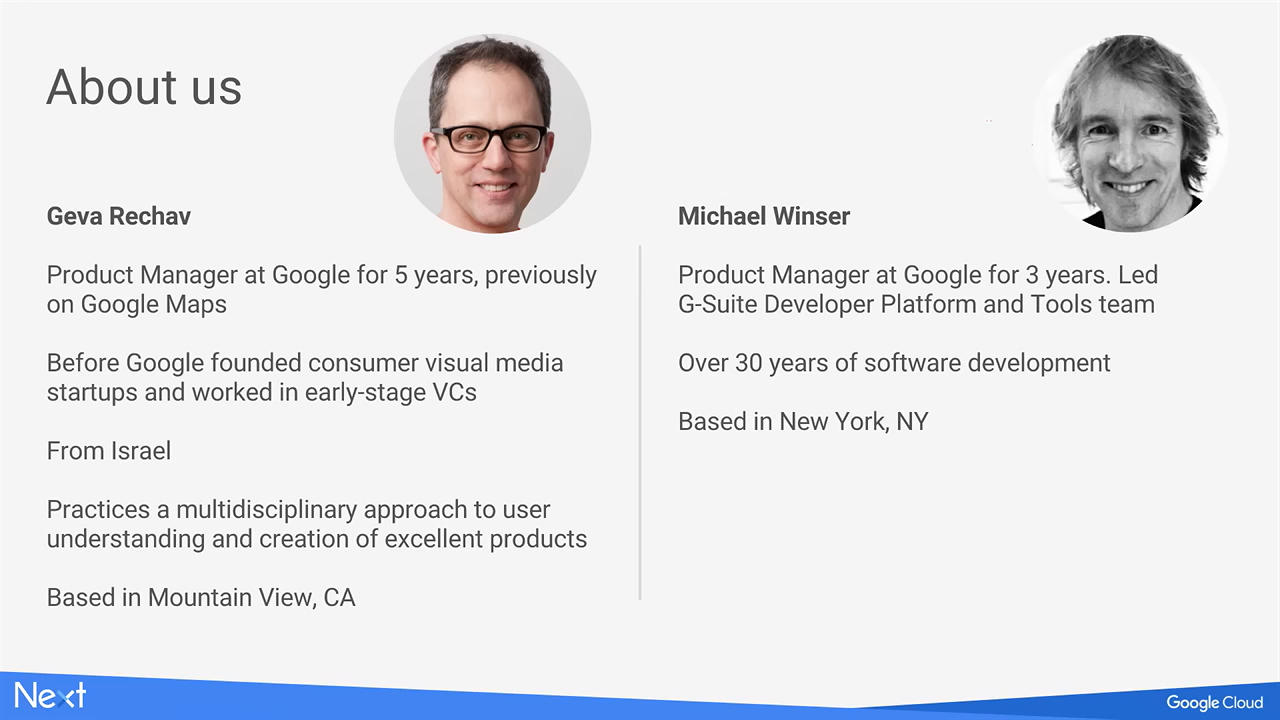 About us
Geva Rechav
Product Manager at Google for 5 years, previously
on Google Maps
Before Google founded consumer visual media
startups and worked in early-stage VCs
From Israel
Practices a multidisciplinary approach to user
understanding and creation of excellent products
Based in Mountain View, CA
Michael Winser
Product Manager at Google for 3 years. Led
G-Suite Developer Platform and Tools team
Over 30 years of software development
Based in New York, NY
Next
Google Cloud